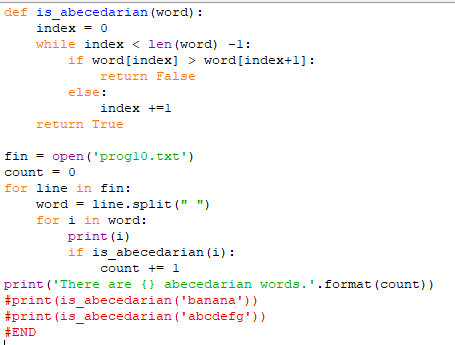 def is_abecedarian(word):
    index = 0
    while index < len(word) -1:
        if word[index] > word[index+1]:
            return False
        else:
            index +=1
    return True

fin = open('prog10.txt')
count = 0
for line in fin:
    word = line.split(" ")
    for i in word:
        print(i)
        if is_abecedarian(i):
            count += 1
print('There are {} abecedarian words.'.format(count))
#print(is_abecedarian('banana'))
#print(is_abecedarian('abcdefg'))
#END